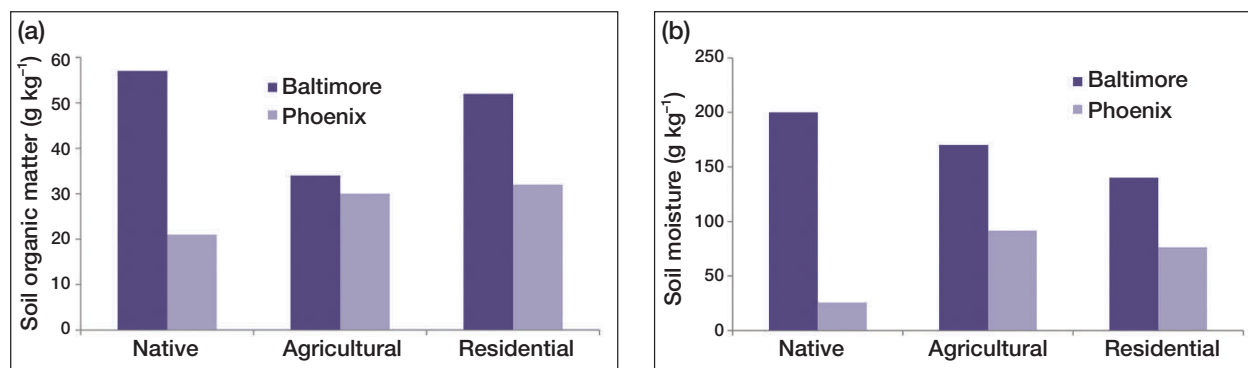 (a)
Soil organic matter (g kg⁻¹)
60
50
40
30
20
10
0
Baltimore
Phoenix
Native
Agricultural
Residential
(b)
Soil moisture (g kg⁻¹)
250
200
150
100
50
0
Baltimore
Phoenix
Native
Agricultural
Residential